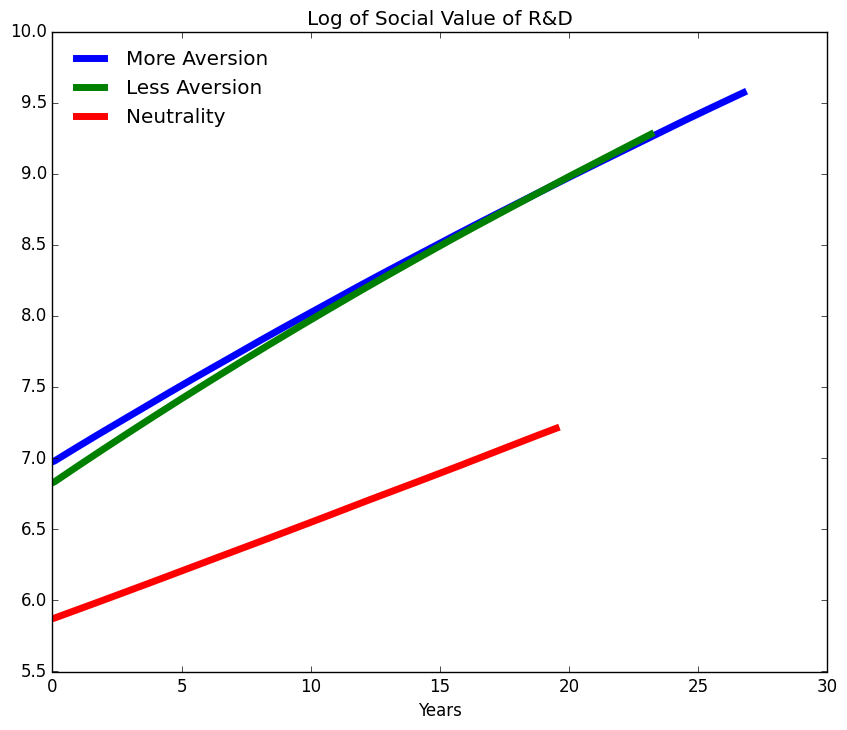 Log of Social Value of R&D
10.0
9.5
9.0
8.5
8.0
7.5
7.0
6.5
6.0
5.5
More Aversion
Less Aversion
Neutrality
0 5 10 15 20 25 30
Years